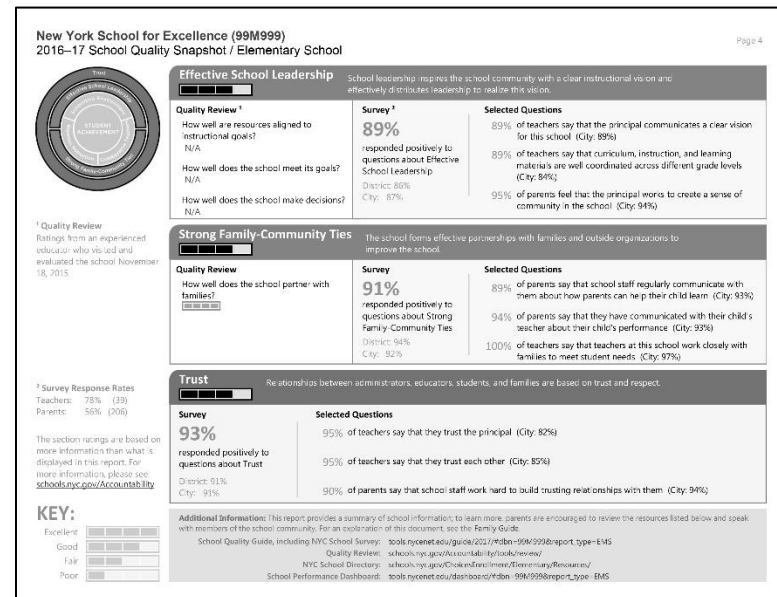 New York School for Excellence (99M999)
2016–17 School Quality Snapshot / Elementary School
Page 4
Trust
Effective School Leadership
STUDENT
ACHIEVEMENT
Strong Family-Community Ties
¹ Quality Review
Ratings from an experienced
educator who visited and
evaluated the school November
18, 2015
² Survey Response Rates
Teachers: 78% (39)
Parents: 56% (206)
The section ratings are based on
more information than what is
displayed in this report. For
more information, please see
schools.nyc.gov/Accountability
KEY:
Excellent
Good
Fair
Poor
Effective School Leadership
School leadership inspires the school community with a clear instructional vision and
effectively distributes leadership to realize this vision.
Quality Review ¹
How well are resources aligned to
instructional goals?
N/A
How well does the school meet its goals?
N/A
How well does the school make decisions?
N/A
Survey ²
89%
responded positively to
questions about Effective
School Leadership
District: 86%
City: 87%
Selected Questions
89% of teachers say that the principal communicates a clear vision
for this school (City: 89%)
89% of teachers say that curriculum, instruction, and learning
materials are well coordinated across different grade levels
(City: 84%)
95% of parents feel that the principal works to create a sense of
community in the school (City: 94%)
Strong Family-Community Ties
The school forms effective partnerships with families and outside organizations to
improve the school.
Quality Review
How well does the school partner with
families?
Survey
91%
responded positively to
questions about Strong
Family-Community Ties
District: 94%
City: 92%
Selected Questions
89% of parents say that school staff regularly communicate with
them about how parents can help their child learn (City: 93%)
94% of parents say that they have communicated with their child's
teacher about their child's performance (City: 93%)
100% of teachers say that teachers at this school work closely with
families to meet student needs (City: 97%)
Trust
Relationships between administrators, educators, students, and families are based on trust and respect.
Survey
93%
responded positively to
questions about Trust
District: 91%
City: 91%
Selected Questions
95% of teachers say that they trust the principal (City: 82%)
95% of teachers say that they trust each other (City: 85%)
90% of parents say that school staff work hard to build trusting relationships with them (City: 94%)
Additional Information: This report provides a summary of school information; to learn more, parents are encouraged to review the resources listed below and speak
with members of the school community. For an explanation of this document, see the Family Guide.
School Quality Guide, including NYC School Survey: tools.nycenet.edu/guide/2017/#dbn=99M999&report_type=EMS
Quality Review: schools.nyc.gov/Accountability/tools/review/
NYC School Directory: schools.nyc.gov/ChoicesEnrollment/Elementary/Resources/
School Performance Dashboard: tools.nycenet.edu/dashboard/#dbn=99M999&report_type=EMS